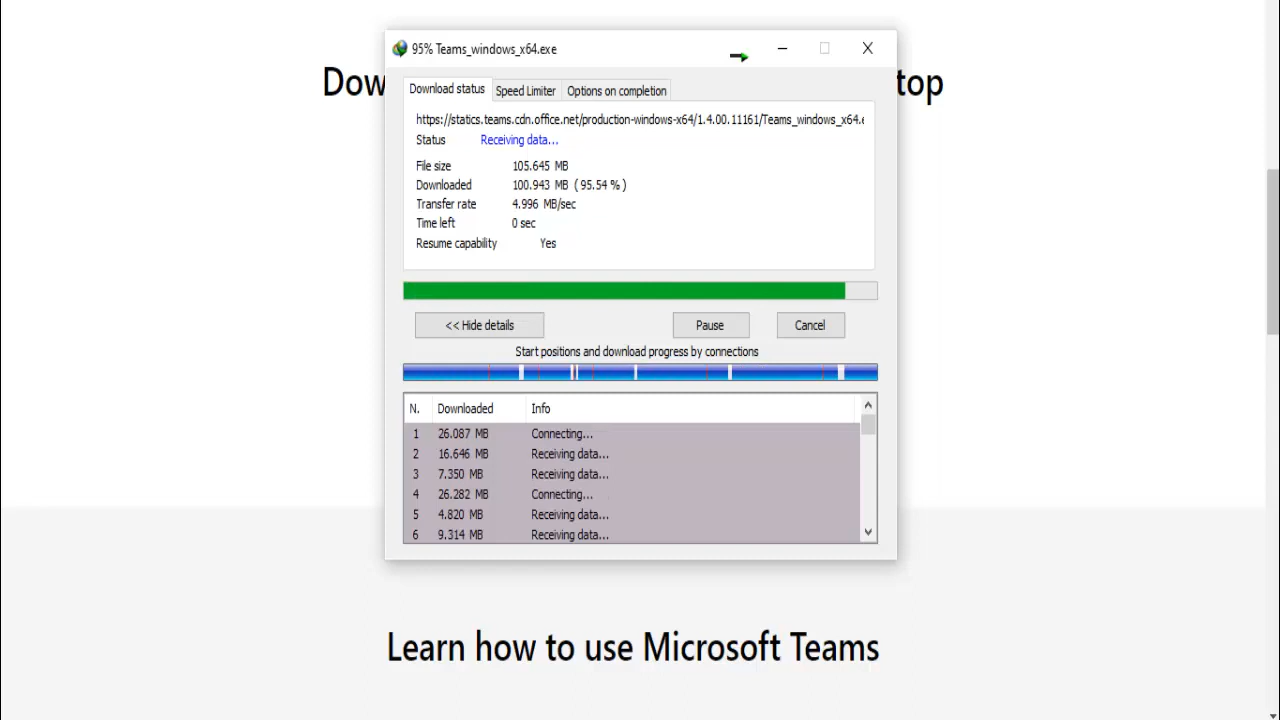 95% Teams_windows_x64.exe
Dow
top
Download status
Speed Limiter
Options on completion
https://statics.teams.cdn.office.net/production-windows-x64/1.4.00.11161/Teams_windows_x64.e
Status Receiving data...
File size 105.645 MB
Downloaded 100.943 MB ( 95.54 % )
Transfer rate 4.996 MB/sec
Time left 0 sec
Resume capability Yes
<< Hide details
Pause
Cancel
Start positions and download progress by connections
N. Downloaded Info
1 26.087 MB Connecting...
2 16.646 MB Receiving data...
3 7.350 MB Receiving data...
4 26.282 MB Connecting...
5 4.820 MB Receiving data...
6 9.314 MB Receiving data...
Learn how to use Microsoft Teams